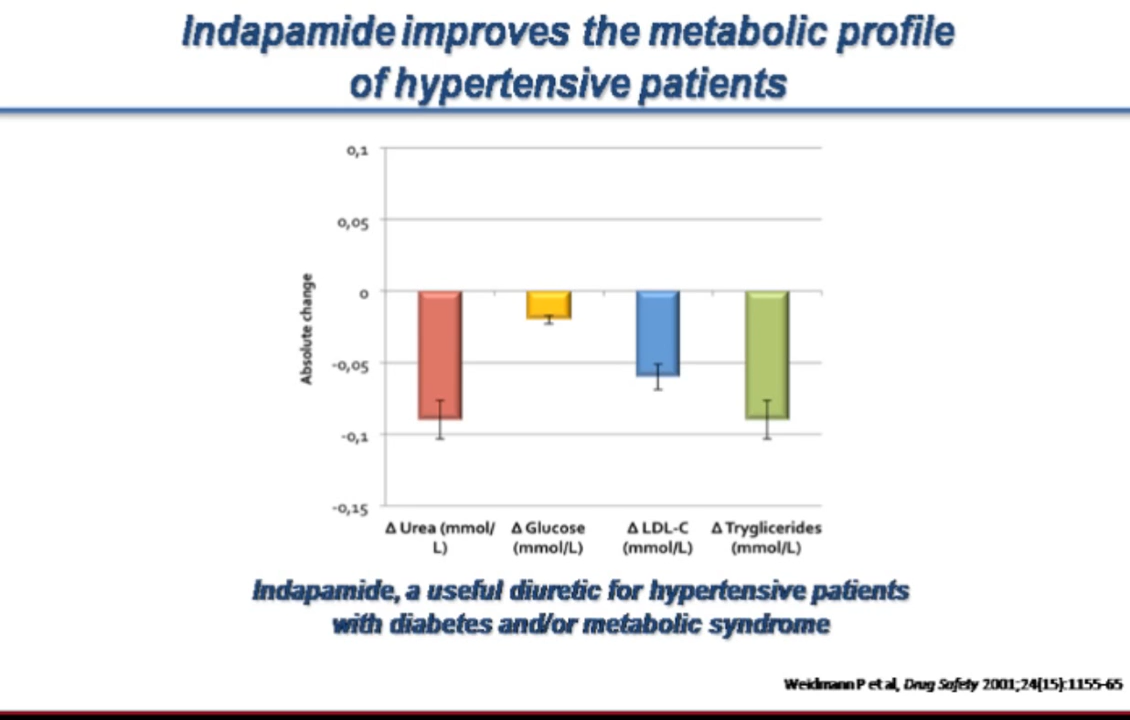 Indapamide improves the metabolic profile
of hypertensive patients
0,1
0,05
0
-0,05
-0,1
-0,15
Absolute change
Δ Urea (mmol/
L)
Δ Glucose
(mmol/L)
Δ LDL-C
(mmol/L)
Δ Tryglicerides
(mmol/L)
Indapamide, a useful diuretic for hypertensive patients
with diabetes and/or metabolic syndrome
Weidmann P et al, Drug Safety 2001;24(15):1155-65